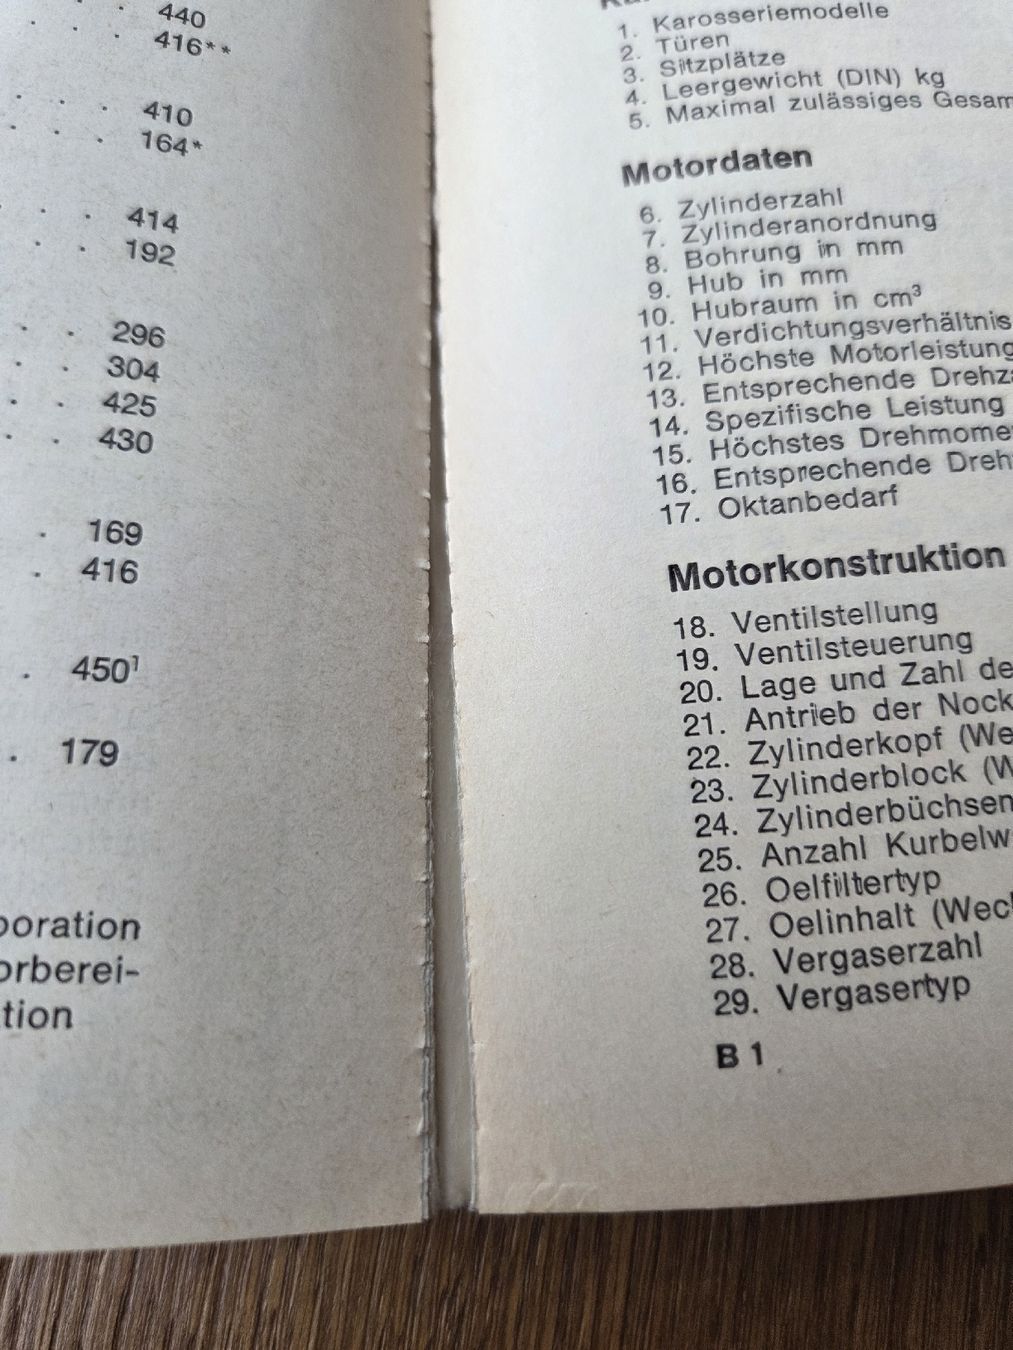 440
416**
410
164*
414
192
296
304
425
430
169
416
450¹
179
poration
orberei-
tion
1. Karosseriemodelle
2. Türen
3. Sitzplätze
4. Leergewicht (DIN) kg
5. Maximal zulässiges Gesam
Motordaten
6. Zylinderzahl
7. Zylinderanordnung
8. Bohrung in mm
9. Hub in mm
10. Hubraum in cm³
11. Verdichtungsverhältnis
12. Höchste Motorleistung
13. Entsprechende Drehza
14. Spezifische Leistung
15. Höchstes Drehmome
16. Entsprechende Dreh
17. Oktanbedarf
Motorkonstruktion
18. Ventilstellung
19. Ventilsteuerung
20. Lage und Zahl de
21. Antrieb der Nock
22. Zylinderkopf (We
23. Zylinderblock (W
24. Zylinderbüchsen
25. Anzahl Kurbelw
26. Oelfiltertyp
27. Oelinhalt (Wec
28. Vergaserzahl
29. Vergasertyp
B 1